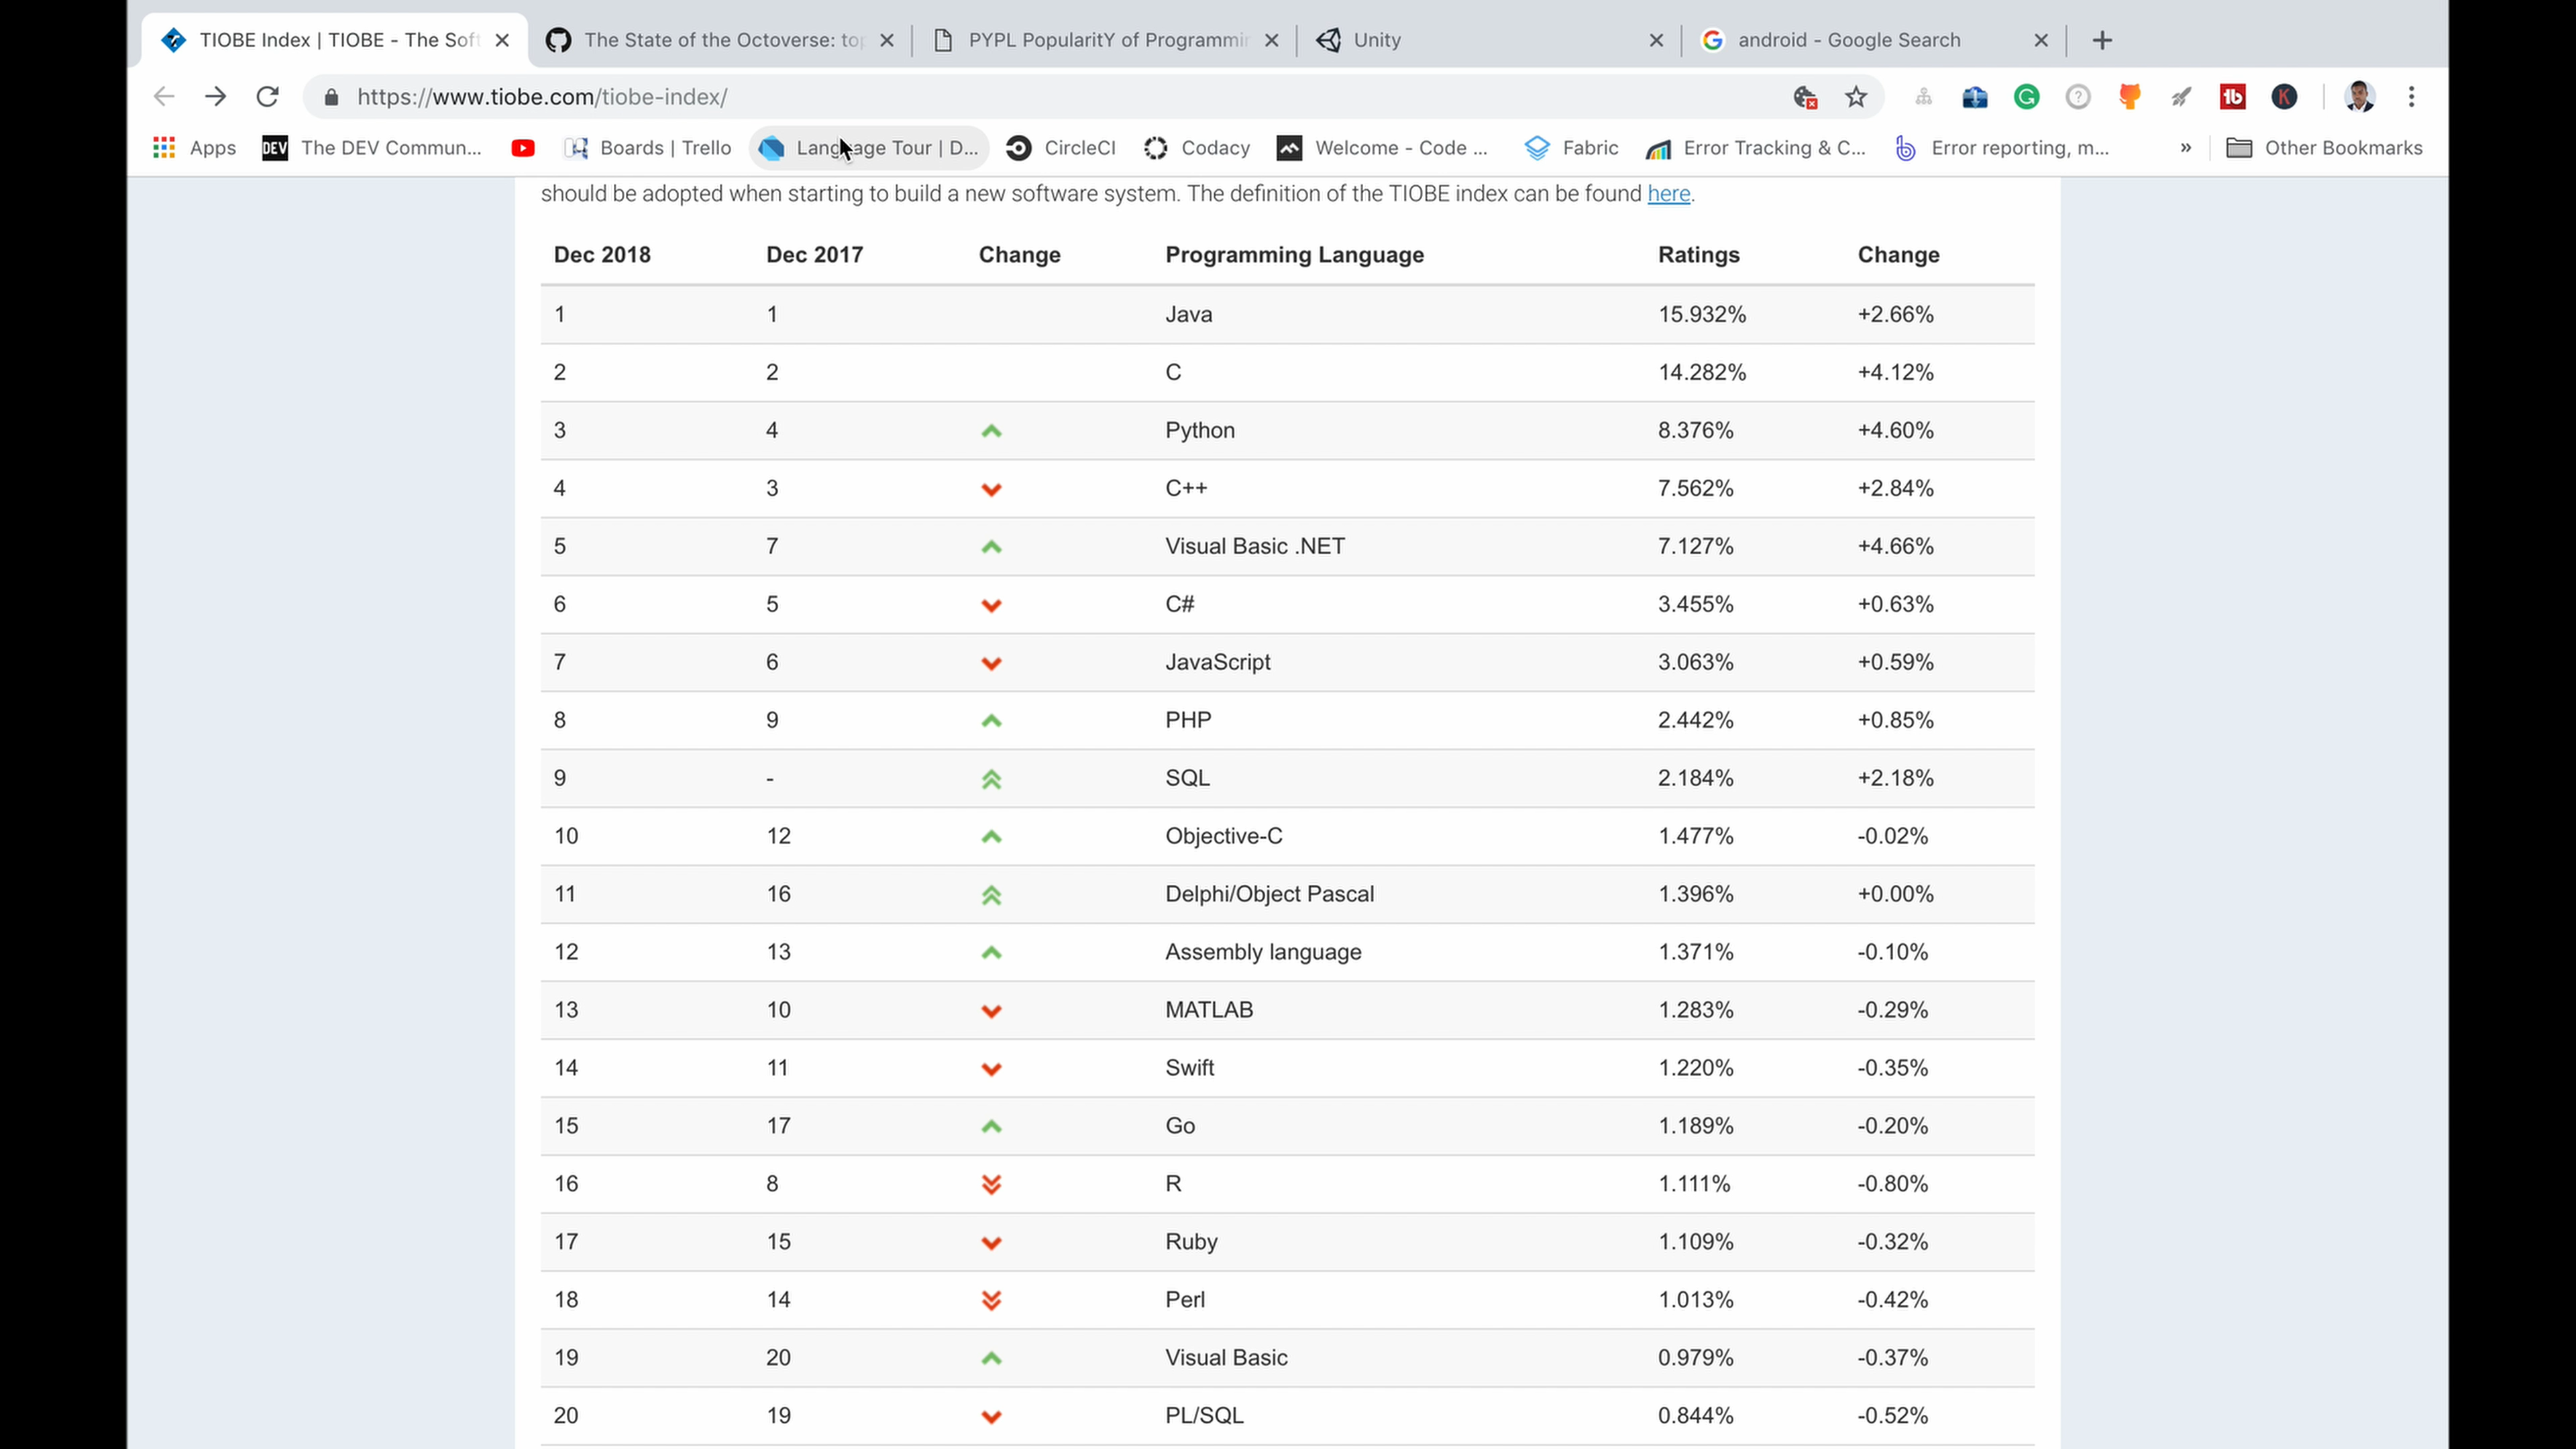 TIOBE Index | TIOBE - The Soft
The State of the Octoverse: top
PYPL PopularitY of Programmin
Unity
android - Google Search
https://www.tiobe.com/tiobe-index/
Apps
DEV The DEV Commun...
Boards | Trello
Language Tour | D...
CircleCI
Codacy
Welcome - Code ...
Fabric
Error Tracking & C...
Error reporting, m...
»
Other Bookmarks
should be adopted when starting to build a new software system. The definition of the TIOBE index can be found here.
Dec 2018 Dec 2017 Change Programming Language Ratings Change
1 1 Java 15.932% +2.66%
2 2 C 14.282% +4.12%
3 4 Python 8.376% +4.60%
4 3 C++ 7.562% +2.84%
5 7 Visual Basic .NET 7.127% +4.66%
6 5 C# 3.455% +0.63%
7 6 JavaScript 3.063% +0.59%
8 9 PHP 2.442% +0.85%
9 - SQL 2.184% +2.18%
10 12 Objective-C 1.477% -0.02%
11 16 Delphi/Object Pascal 1.396% +0.00%
12 13 Assembly language 1.371% -0.10%
13 10 MATLAB 1.283% -0.29%
14 11 Swift 1.220% -0.35%
15 17 Go 1.189% -0.20%
16 8 R 1.111% -0.80%
17 15 Ruby 1.109% -0.32%
18 14 Perl 1.013% -0.42%
19 20 Visual Basic 0.979% -0.37%
20 19 PL/SQL 0.844% -0.52%